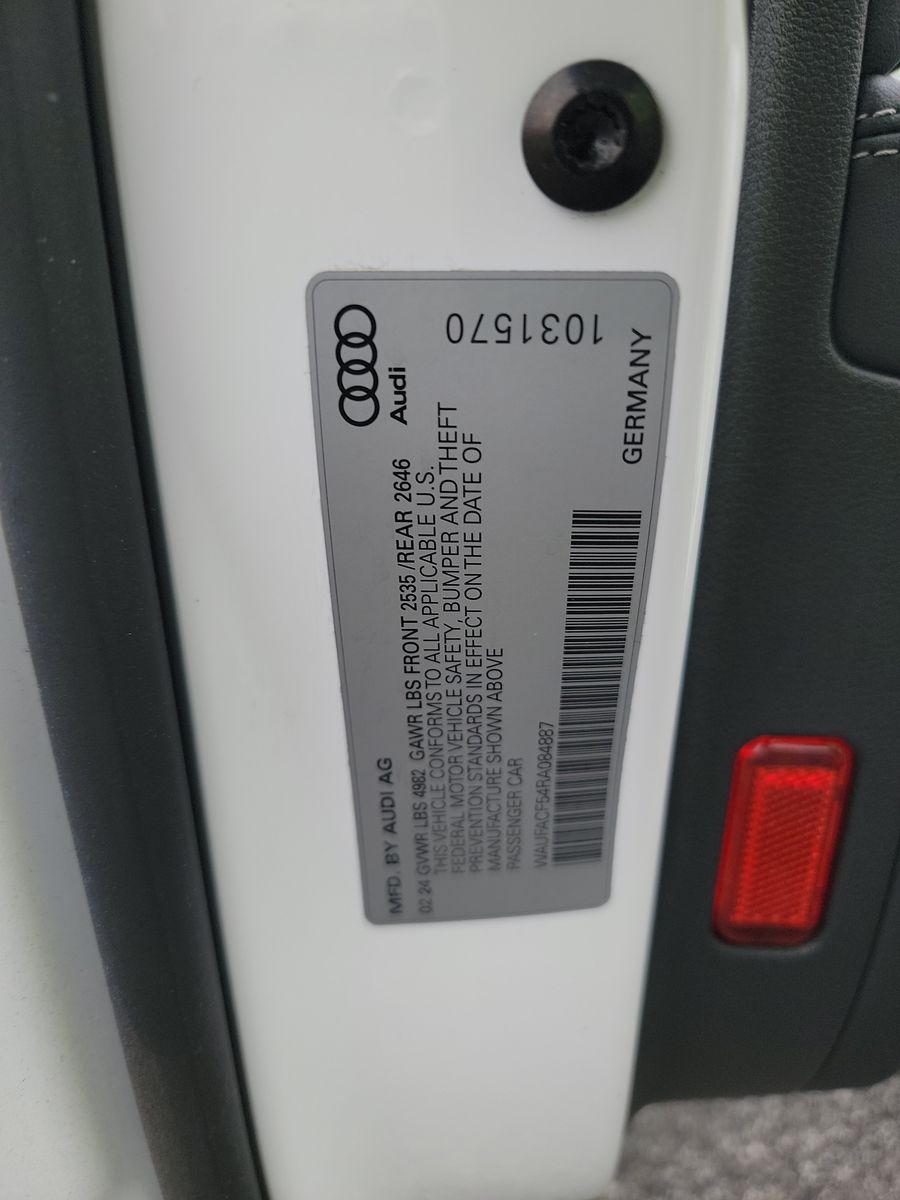 MFD. BY AUDI AG
Audi
02.24 GVWR LBS 4982 GAWR LBS FRONT 2535/REAR 2646
THIS VEHICLE CONFORMS TO ALL APPLICABLE U.S.
FEDERAL MOTOR VEHICLE SAFETY, BUMPER AND THEFT
PREVENTION STANDARDS IN EFFECT ON THE DATE OF
MANUFACTURE SHOWN ABOVE
PASSENGER CAR
WAUFACF54RA084887
GERMANY
1031570